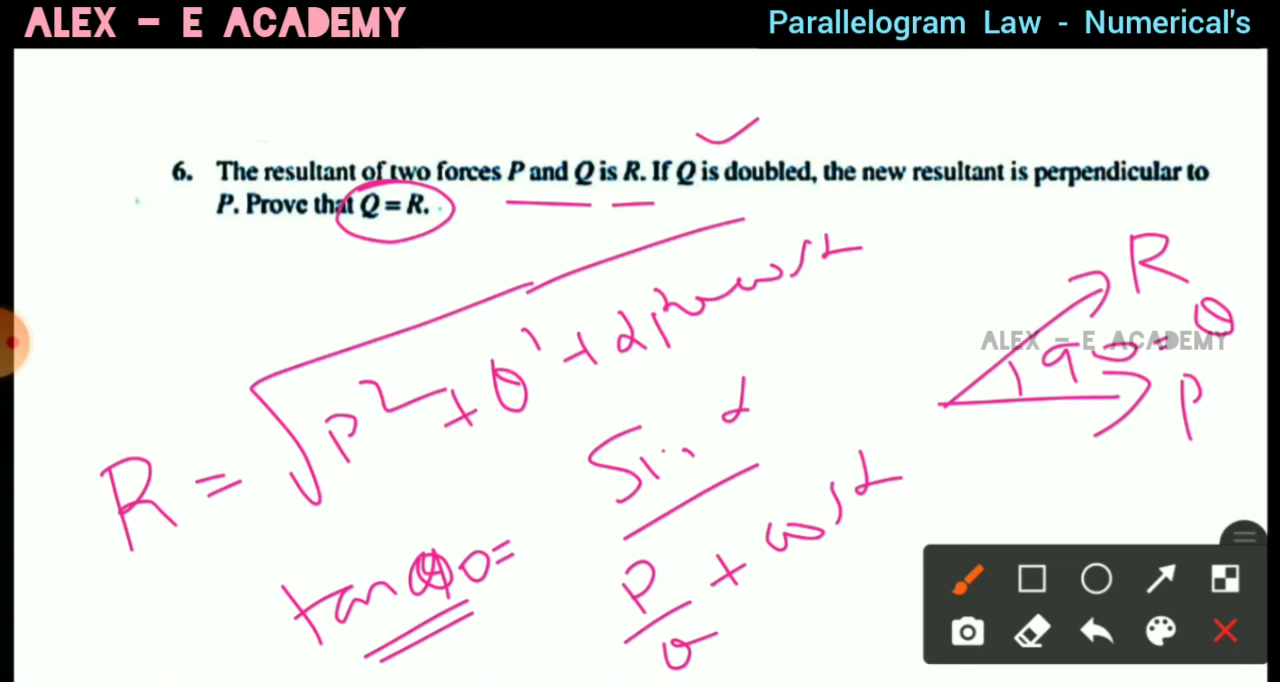 ALEX - E ACADEMY
Parallelogram Law - Numerical's
6. The resultant of two forces P and Q is R. If Q is doubled, the new resultant is perpendicular to
P. Prove that Q = R.
R
θ
ALEX - E ACADEMY
90=
P
R = √P² + Q² + 2PQ cos α
Sin α
tan 90 =
P + cos α
Q